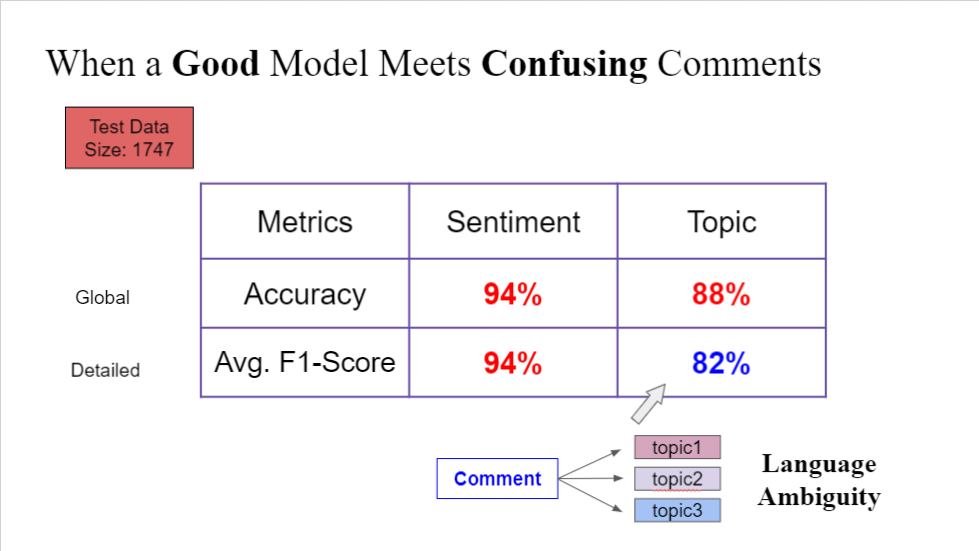 When a Good Model Meets Confusing Comments
Test Data
Size: 1747
Metrics Sentiment Topic
Global Accuracy 94% 88%
Detailed Avg. F1-Score 94% 82%
Comment
topic1
topic2
topic3
Language
Ambiguity